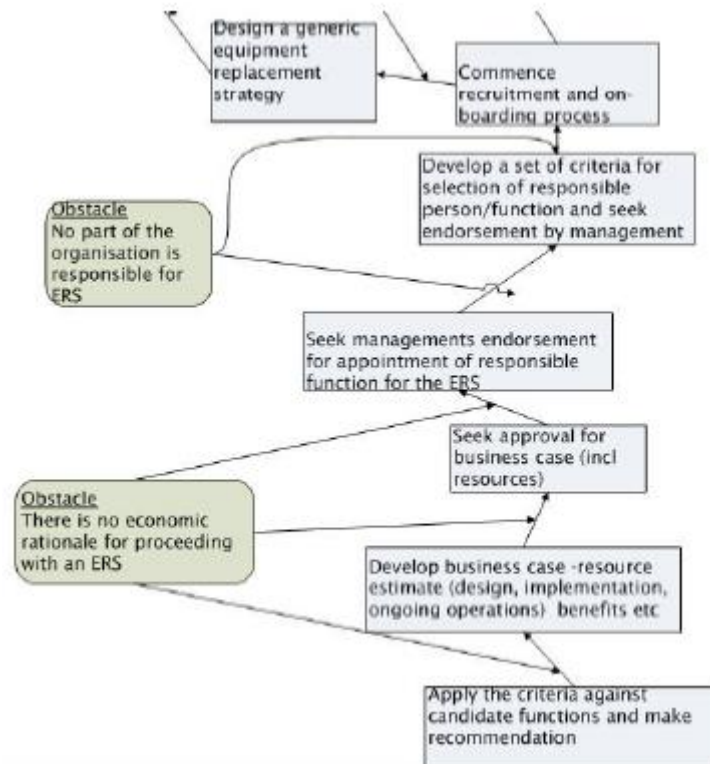 Design a generic
equipment
replacement
strategy
Commence
recruitment and on-
boarding process
Develop a set of criteria for
selection of responsible
person/function and seek
endorsement by management
Obstacle
No part of the
organisation is
responsible for
ERS
Seek managements endorsement
for appointment of responsible
function for the ERS
Seek approval for
business case (incl
resources)
Obstacle
There is no economic
rationale for proceeding
with an ERS
Develop business case -resource
estimate (design, implementation,
ongoing operations) benefits etc
Apply the criteria against
candidate functions and make
recommendation